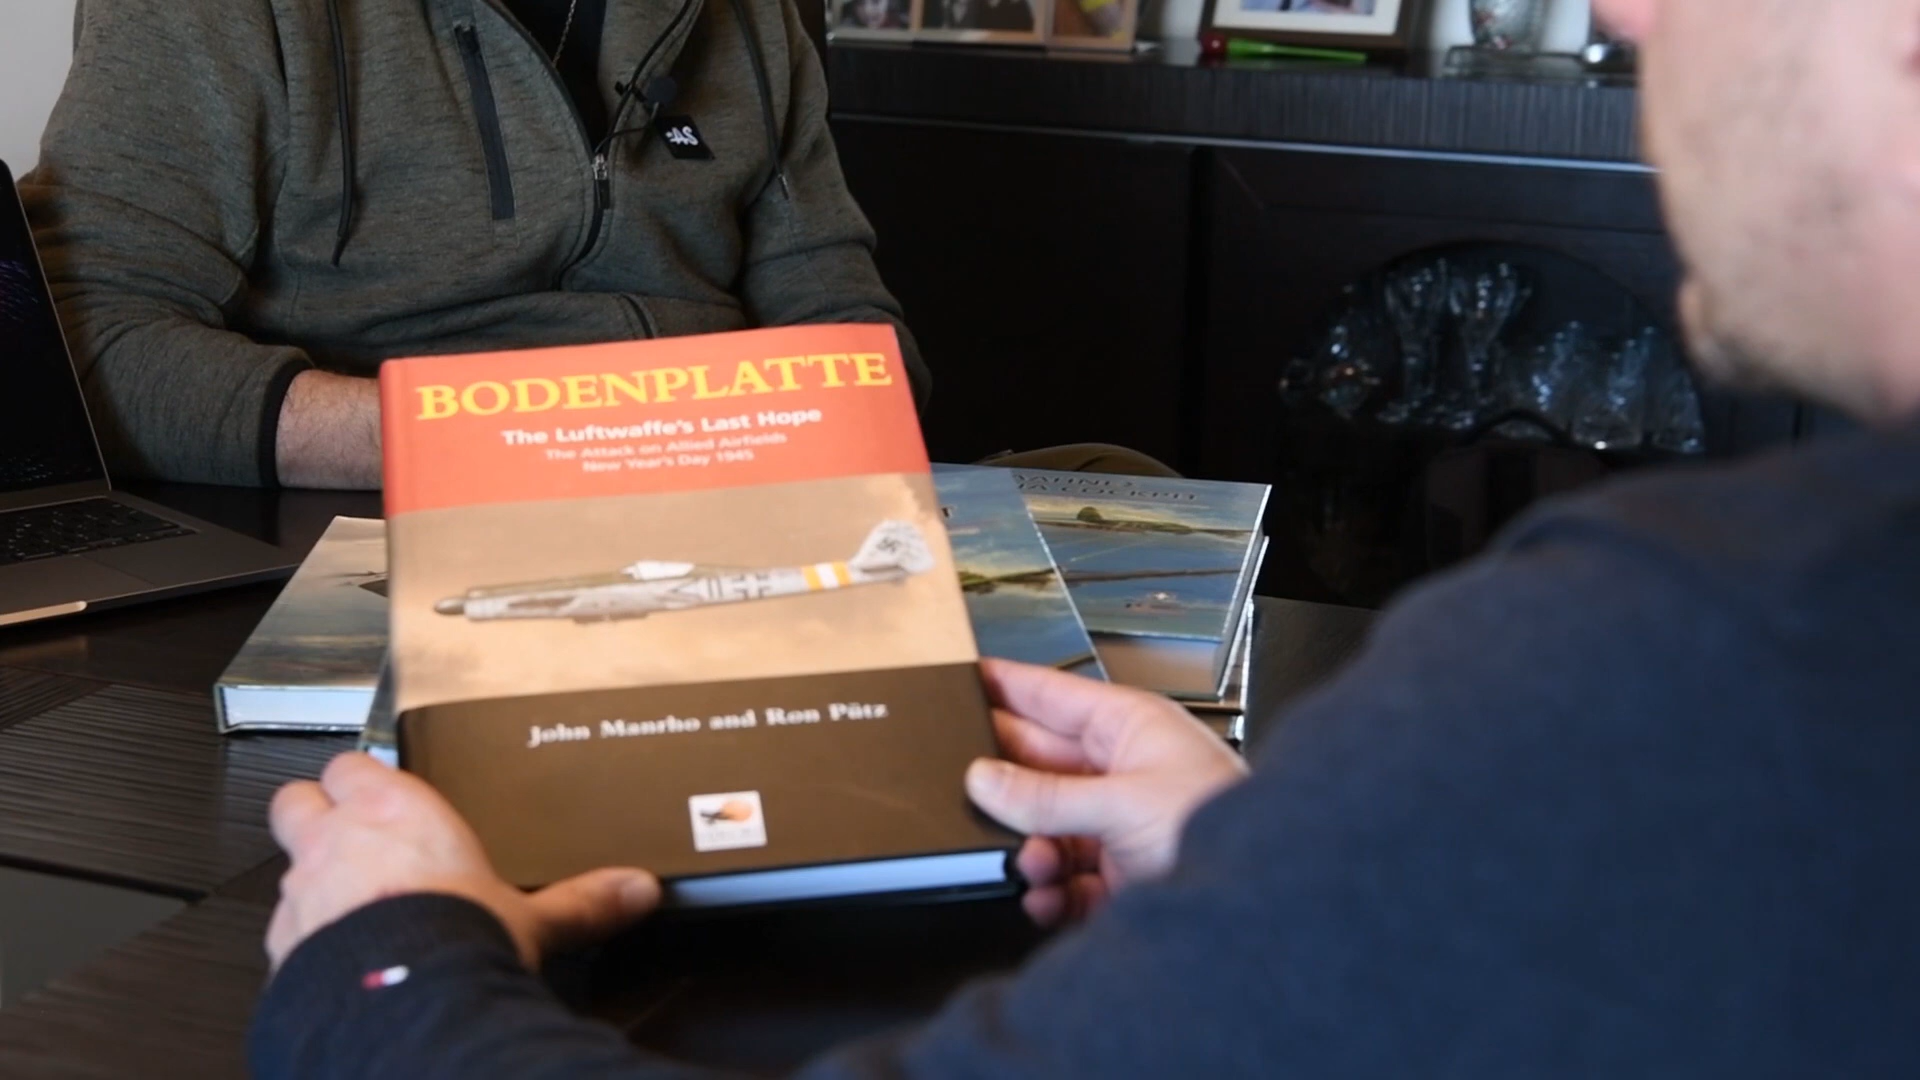 BODENPLATTE
The Luftwaffe's Last Hope
The Attack on Allied Airfields
New Year's Day 1945
John Manrho and Ron Pütz
COCKPIT